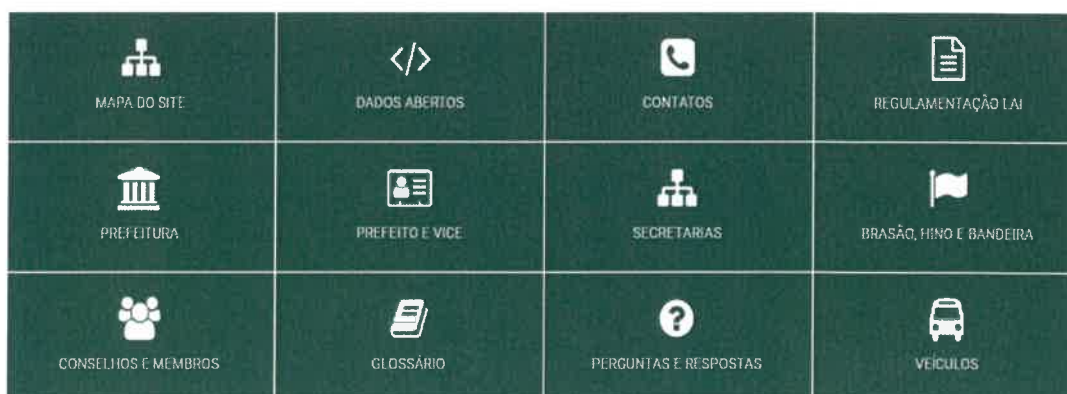 MAPA DO SITE
DADOS ABERTOS
CONTATOS
REGULAMENTAÇÃO LAI
PREFEITURA
PREFEITO E VICE
SECRETARIAS
BRASÃO, HINO E BANDEIRA
CONSELHOS E MEMBROS
GLOSSÁRIO
PERGUNTAS E RESPOSTAS
VEÍCULOS